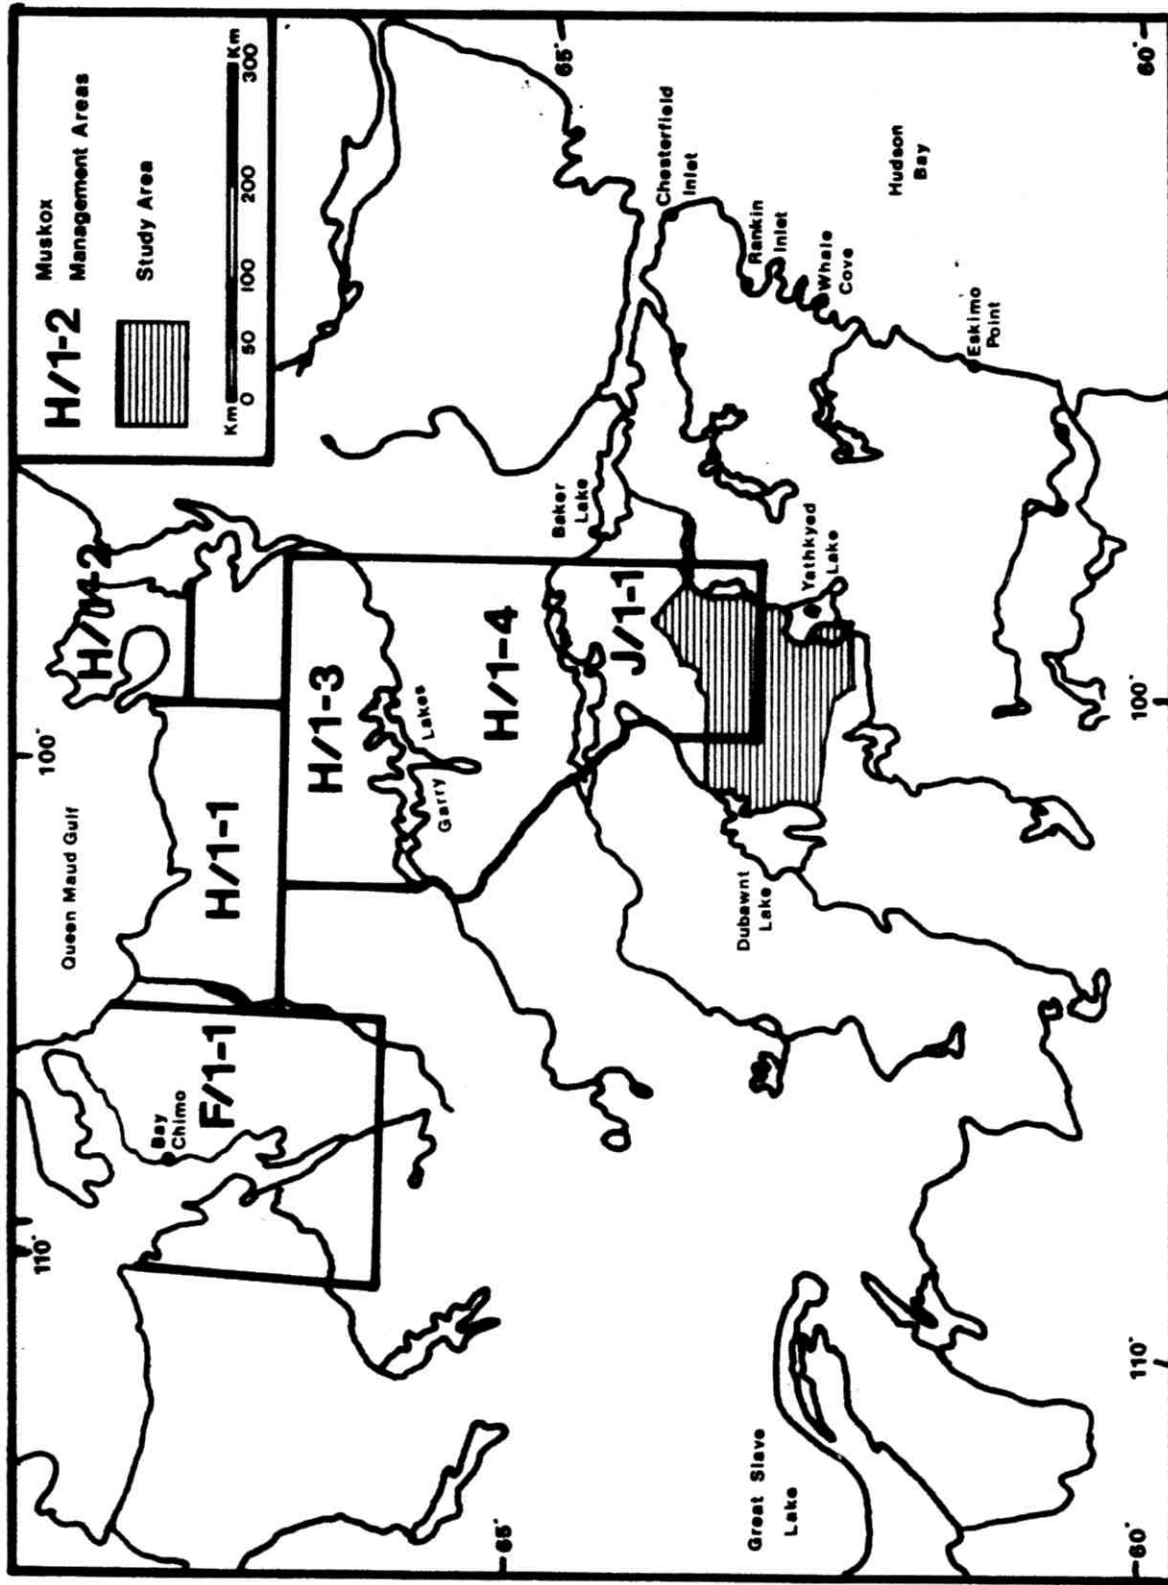 H/1-2
Muskox
Management Areas
Study Area
Km
0
50
100
200
300
Km
110°
100°
Queen Maud Gulf
Bay
Chimo
F/1-1
H/1-1
H/1-3
H/1-4
J/1-1
Garry
Lakes
Baker
Lake
65°
65°
Chesterfield
Inlet
Rankin
Inlet
Whale
Cove
Hudson
Bay
Eskimo
Point
Yathkyed
Lake
Dubawnt
Lake
Great Slave
Lake
60°
110°
100°
60°